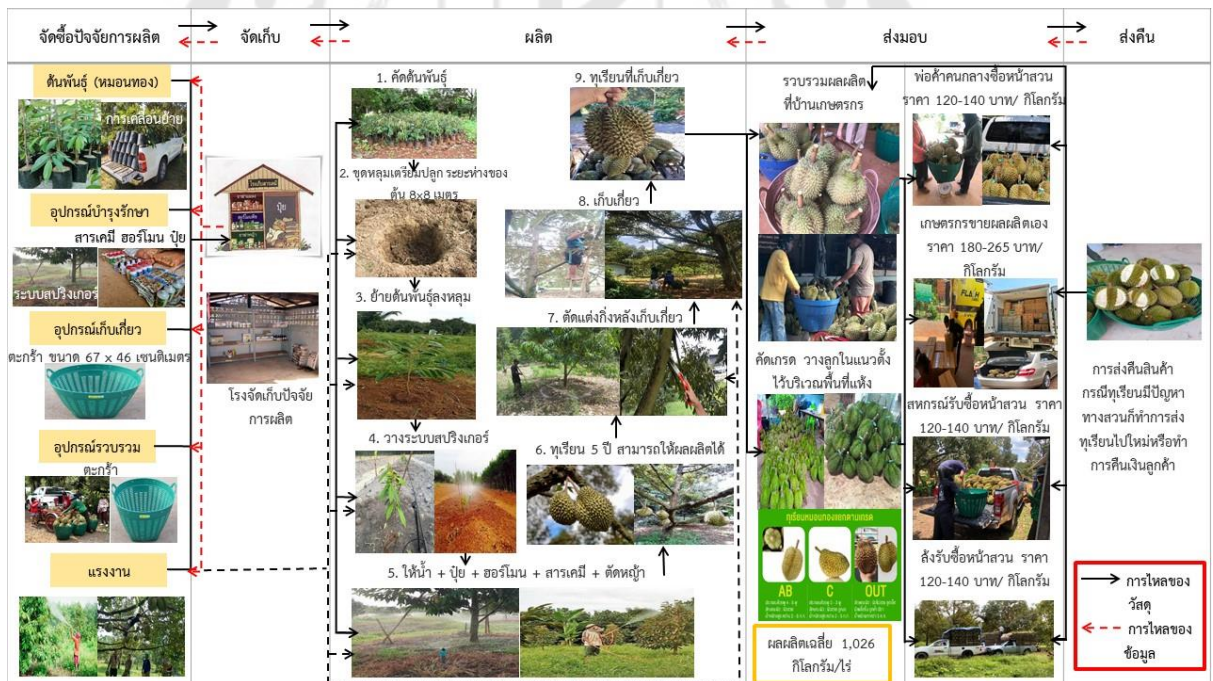 จัดซื้อปัจจัยการผลิต
จัดเก็บ
ผลิต
ส่งมอบ
ส่งคืน
ต้นพันธุ์ (หมอนทอง)
การเคลื่อนย้าย
อุปกรณ์บำรุงรักษา
สารเคมี ฮอร์โมน ปุ๋ย
ระบบสปริงเกอร์
อุปกรณ์เก็บเกี่ยว
ตะกร้า ขนาด 67 x 46 เซนติเมตร
อุปกรณ์รวบรวม
ตะกร้า
แรงงาน
ปุ๋ย
โรงจัดเก็บปัจจัย
การผลิต
1. คัดต้นพันธุ์
2. ขุดหลุมเตรียมปลูก ระยะห่างของ
ต้น 8x8 เมตร
3. ย้ายต้นพันธุ์ลงหลุม
4. วางระบบสปริงเกอร์
5. ให้น้ำ + ปุ๋ย + ฮอร์โมน + สารเคมี + ตัดหญ้า
6. ทุเรียน 5 ปี สามารถให้ผลผลิตได้
7. ตัดแต่งกิ่งหลังเก็บเกี่ยว
8. เก็บเกี่ยว
9. ทุเรียนที่เก็บเกี่ยว
รวบรวมผลผลิต
ที่บ้านเกษตรกร
คัดเกรด วางลูกในแนวตั้ง
ไว้บริเวณพื้นที่แห้ง
ทุเรียนหมอนทองเอกตามเกรด
AB
C
OUT
ผลผลิตเฉลี่ย 1,026
กิโลกรัม/ไร่
พ่อค้าคนกลางซื้อหน้าสวน
ราคา 120-140 บาท/ กิโลกรัม
เกษตรกรขายผลผลิตเอง
ราคา 180-265 บาท/
กิโลกรัม
สหกรณ์รับซื้อหน้าสวน ราคา
120-140 บาท/ กิโลกรัม
ล้งรับซื้อหน้าสวน ราคา
120-140 บาท/ กิโลกรัม
การส่งคืนสินค้า
กรณีทุเรียนมีปัญหา
ทางสวนก็ทำการส่ง
ทุเรียนไปใหม่หรือทำ
การคืนเงินลูกค้า
การไหลของ
วัสดุ
การไหลของ
ข้อมูล